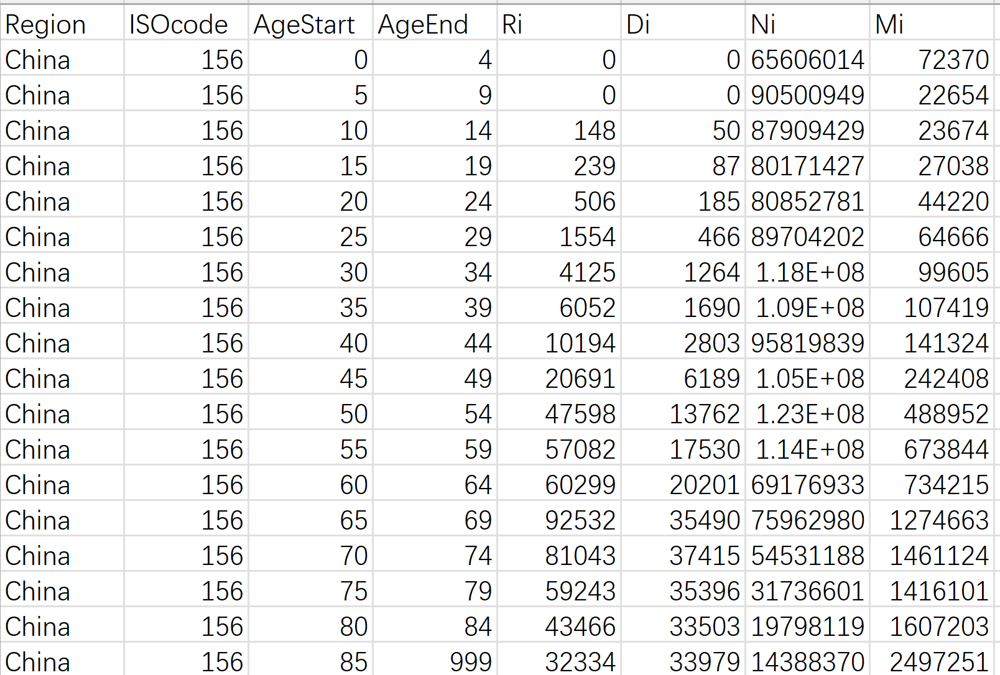 Region ISOcode AgeStart AgeEnd Ri Di Ni Mi
China 156 0 4 0 0 65606014 72370
China 156 5 9 0 0 90500949 22654
China 156 10 14 148 50 87909429 23674
China 156 15 19 239 87 80171427 27038
China 156 20 24 506 185 80852781 44220
China 156 25 29 1554 466 89704202 64666
China 156 30 34 4125 1264 1.18E+08 99605
China 156 35 39 6052 1690 1.09E+08 107419
China 156 40 44 10194 2803 95819839 141324
China 156 45 49 20691 6189 1.05E+08 242408
China 156 50 54 47598 13762 1.23E+08 488952
China 156 55 59 57082 17530 1.14E+08 673844
China 156 60 64 60299 20201 69176933 734215
China 156 65 69 92532 35490 75962980 1274663
China 156 70 74 81043 37415 54531188 1461124
China 156 75 79 59243 35396 31736601 1416101
China 156 80 84 43466 33503 19798119 1607203
China 156 85 999 32334 33979 14388370 2497251